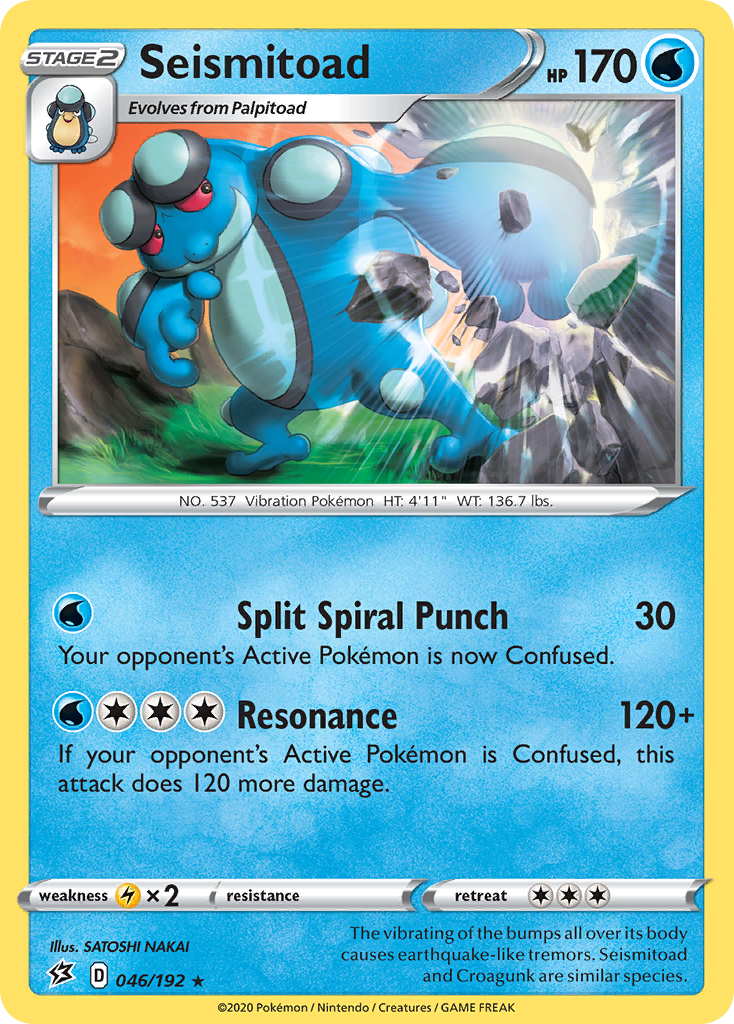 STAGE 2
Seismitoad
HP 170
Evolves from Palpitoad
NO. 537 Vibration Pokémon HT: 4'11" WT: 136.7 lbs.
Split Spiral Punch 30
Your opponent's Active Pokémon is now Confused.
Resonance 120+
If your opponent's Active Pokémon is Confused, this
attack does 120 more damage.
weakness ×2 resistance retreat
Illus. SATOSHI NAKAI
D 046/192 ★
The vibrating of the bumps all over its body
causes earthquake-like tremors. Seismitoad
and Croagunk are similar species.
©2020 Pokémon / Nintendo / Creatures / GAME FREAK